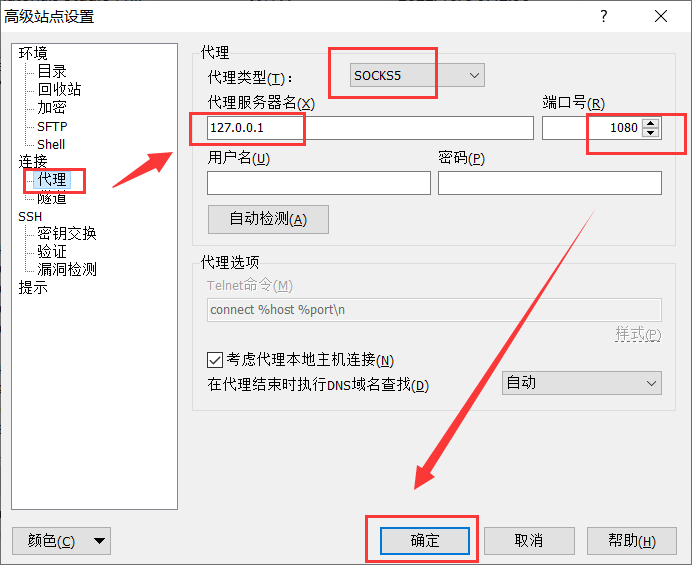 高级站点设置
环境
目录
回收站
加密
SFTP
Shell
连接
代理
隧道
SSH
密钥交换
验证
漏洞检测
提示
代理
代理类型(T)： SOCKS5
代理服务器名(X) 端口号(R)
127.0.0.1 1080
用户名(U) 密码(P)
自动检测(A)
代理选项
Telnet命令(M)
connect %host %port\n
样式(P)
考虑代理本地主机连接(N)
在代理结束时执行DNS域名查找(D) 自动
颜色(C) 确定 取消 帮助(H)